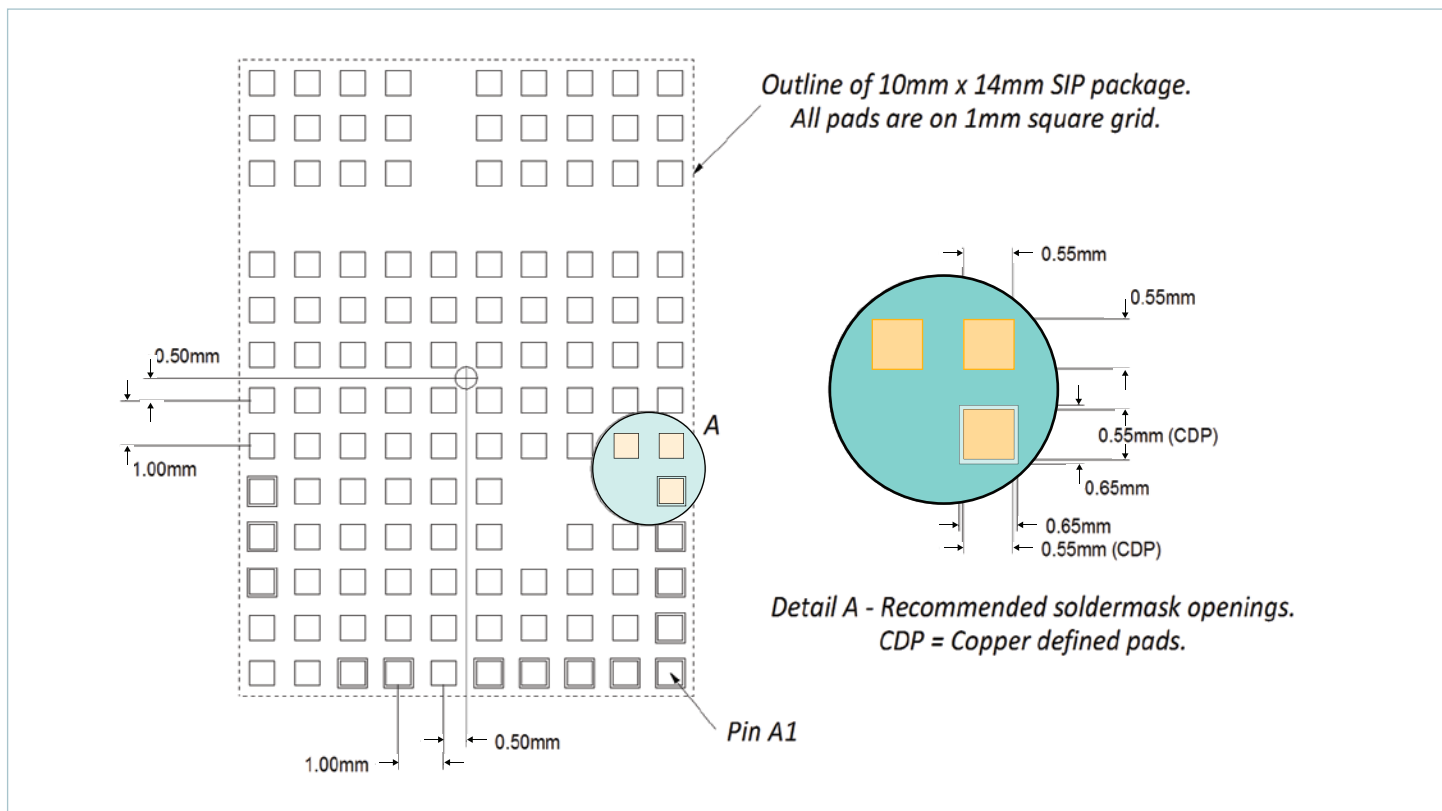 Outline of 10mm x 14mm SIP package.
All pads are on 1mm square grid.
0.55mm
0.55mm
0.50mm
A
0.55mm (CDP)
1.00mm
0.65mm
0.65mm
0.55mm (CDP)
Detail A - Recommended soldermask openings.
CDP = Copper defined pads.
Pin A1
0.50mm
1.00mm